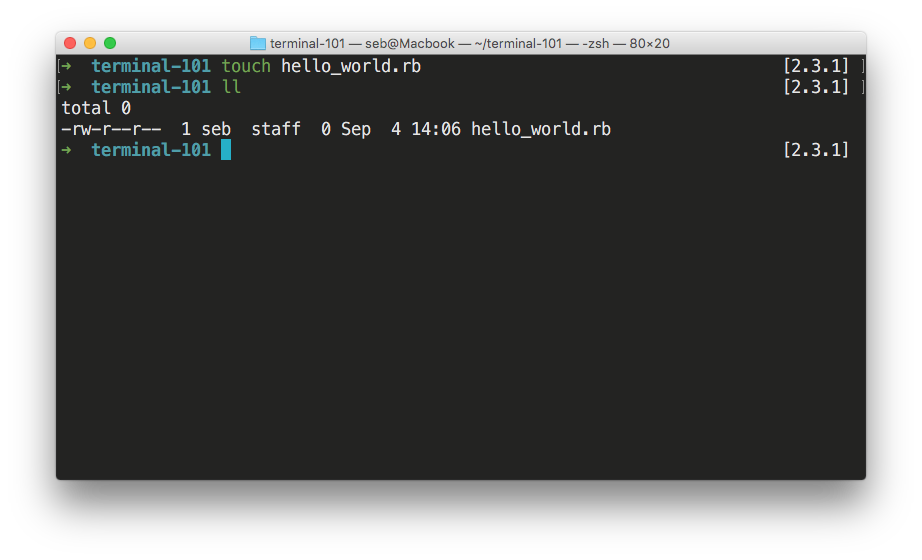 terminal-101 — seb@Macbook — ~/terminal-101 — -zsh — 80×20
[➜ terminal-101 touch hello_world.rb [2.3.1] ]
[➜ terminal-101 ll [2.3.1] ]
total 0
-rw-r--r-- 1 seb staff 0 Sep 4 14:06 hello_world.rb
➜ terminal-101 [2.3.1]